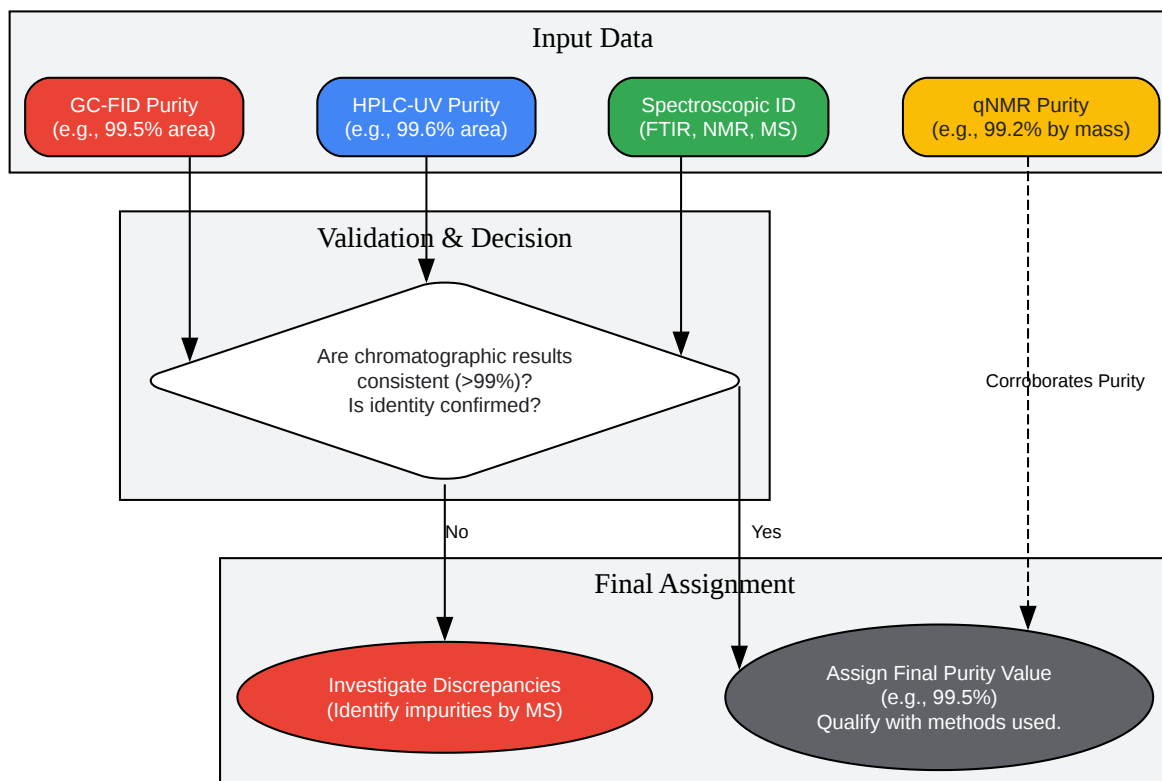 Input Data
GC-FID Purity
(e.g., 99.5% area)
HPLC-UV Purity
(e.g., 99.6% area)
Spectroscopic ID
(FTIR, NMR, MS)
qNMR Purity
(e.g., 99.2% by mass)
Validation & Decision
Are chromatographic results
consistent (>99%)?
Is identity confirmed?
Corroborates Purity
No
Yes
Final Assignment
Investigate Discrepancies
(Identify impurities by MS)
Assign Final Purity Value
(e.g., 99.5%)
Qualify with methods used.